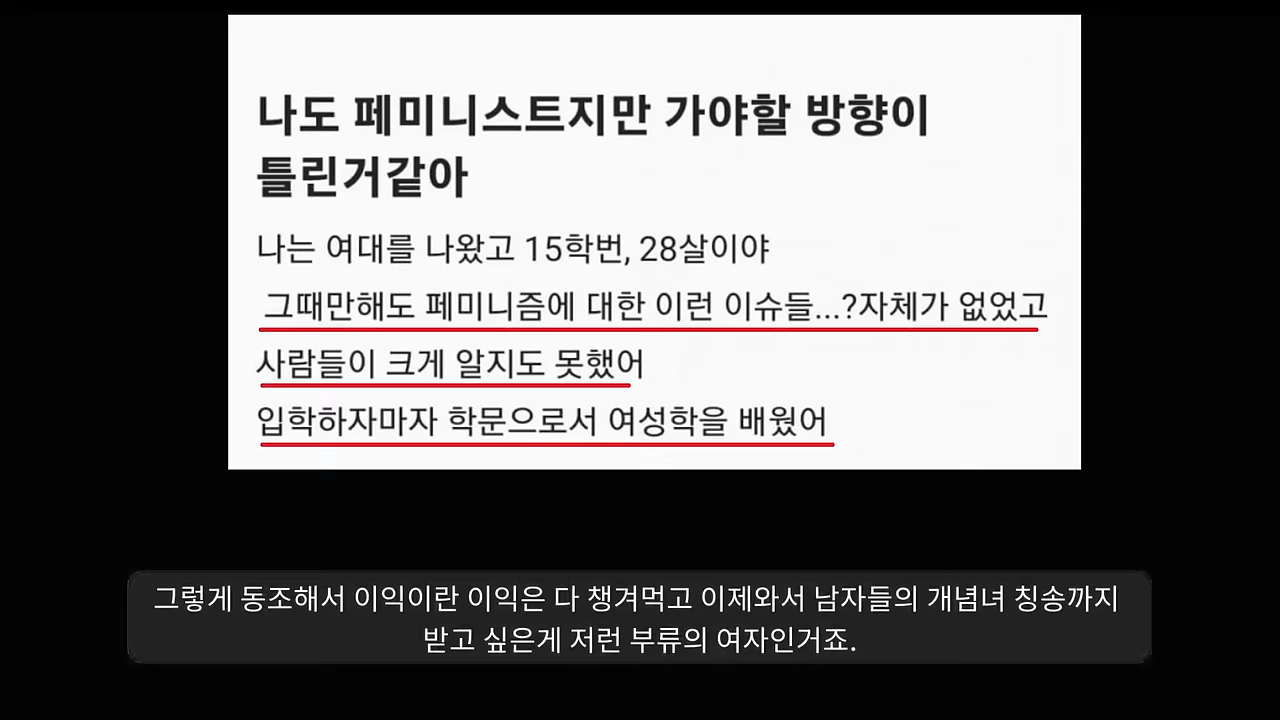 나도 페미니스트지만 가야할 방향이
틀린거같아
나는 여대를 나왔고 15학번, 28살이야
그때만해도 페미니즘에 대한 이런 이슈들...?자체가 없었고
사람들이 크게 알지도 못했어
입학하자마자 학문으로서 여성학을 배웠어
그렇게 동조해서 이익이란 이익은 다 챙겨먹고 이제와서 남자들의 개념녀 칭송까지
받고 싶은게 저런 부류의 여자인거죠.